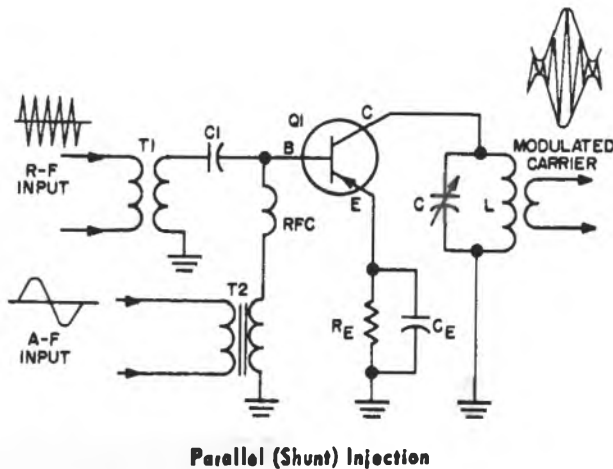 R-F
INPUT
T1
C1
Q1
B
C
E
RFC
A-F
INPUT
T2
RE
CE
C
L
MODULATED
CARRIER
Parallel (Shunt) Injection